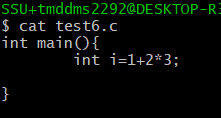 SSU+tmddms2292@DESKTOP-R
$ cat test6.c
int main(){
        int i=1+2*3;
}